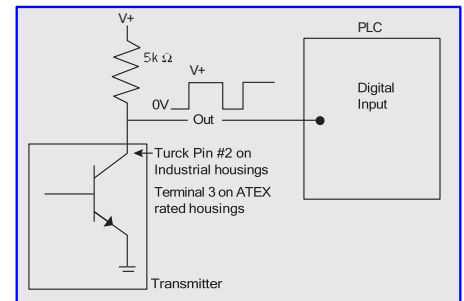 V+
PLC
5k Ω
V+
Digital
Input
0V
Out
Turck Pin #2 on
Industrial housings
Terminal 3 on ATEX
rated housings
Transmitter